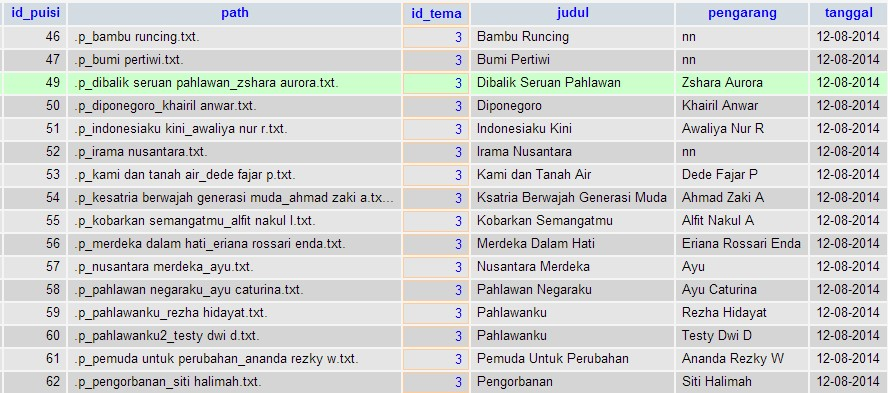 id_puisi path id_tema judul pengarang tanggal
46 .p_bambu runcing.txt. 3 Bambu Runcing nn 12-08-2014
47 .p_bumi pertiwi.txt. 3 Bumi Pertiwi nn 12-08-2014
49 .p_dibalik seruan pahlawan_zshara aurora.txt. 3 Dibalik Seruan Pahlawan Zshara Aurora 12-08-2014
50 .p_diponegoro_khairil anwar.txt. 3 Diponegoro Khairil Anwar 12-08-2014
51 .p_indonesiaku kini_awaliya nur r.txt. 3 Indonesiaku Kini Awaliya Nur R 12-08-2014
52 .p_irama nusantara.txt. 3 Irama Nusantara nn 12-08-2014
53 .p_kami dan tanah air_dede fajar p.txt. 3 Kami dan Tanah Air Dede Fajar P 12-08-2014
54 .p_kesatria berwajah generasi muda_ahmad zaki a.tx... 3 Ksatria Berwajah Generasi Muda Ahmad Zaki A 12-08-2014
55 .p_kobarkan semangatmu_alfit nakul l.txt. 3 Kobarkan Semangatmu Alfit Nakul A 12-08-2014
56 .p_merdeka dalam hati_eriana rossari enda.txt. 3 Merdeka Dalam Hati Eriana Rossari Enda 12-08-2014
57 .p_nusantara merdeka_ayu.txt. 3 Nusantara Merdeka Ayu 12-08-2014
58 .p_pahlawan negaraku_ayu caturina.txt. 3 Pahlawan Negaraku Ayu Caturina 12-08-2014
59 .p_pahlawanku_rezha hidayat.txt. 3 Pahlawanku Rezha Hidayat 12-08-2014
60 .p_pahlawanku2_testy dwi d.txt. 3 Pahlawanku Testy Dwi D 12-08-2014
61 .p_pemuda untuk perubahan_ananda rezky w.txt. 3 Pemuda Untuk Perubahan Ananda Rezky W 12-08-2014
62 .p_pengorbanan_siti halimah.txt. 3 Pengorbanan Siti Halimah 12-08-2014